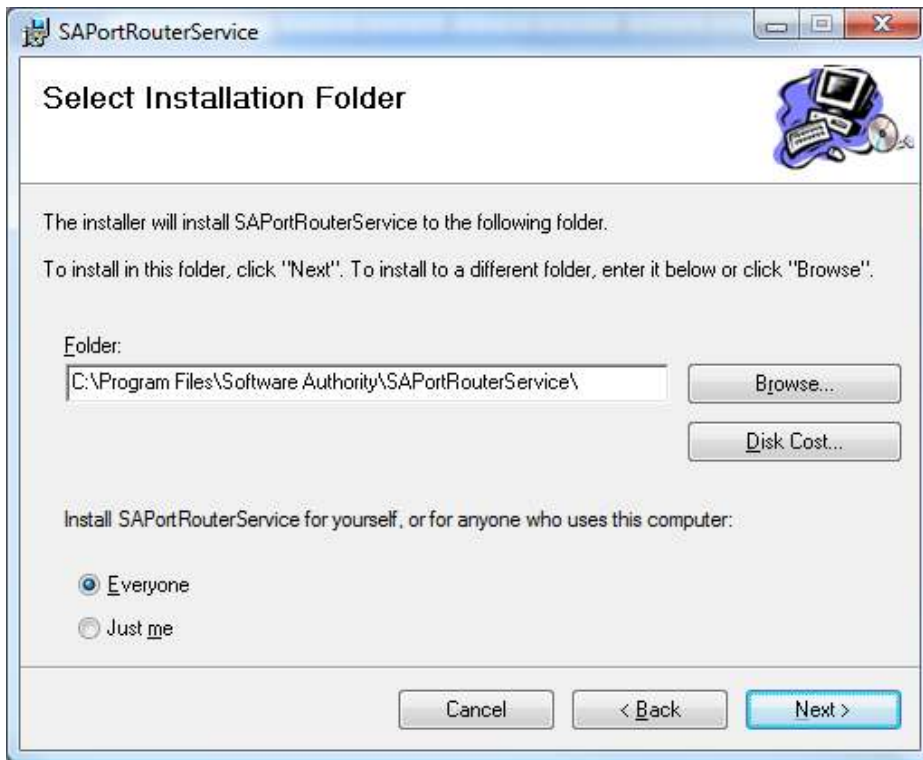 SAPortRouterService
Select Installation Folder
The installer will install SAPortRouterService to the following folder.
To install in this folder, click "Next". To install to a different folder, enter it below or click "Browse".
Folder:
C:\Program Files\Software Authority\SAPortRouterService\
Browse...
Disk Cost...
Install SAPortRouterService for yourself, or for anyone who uses this computer:
Everyone
Just me
Cancel
< Back
Next >